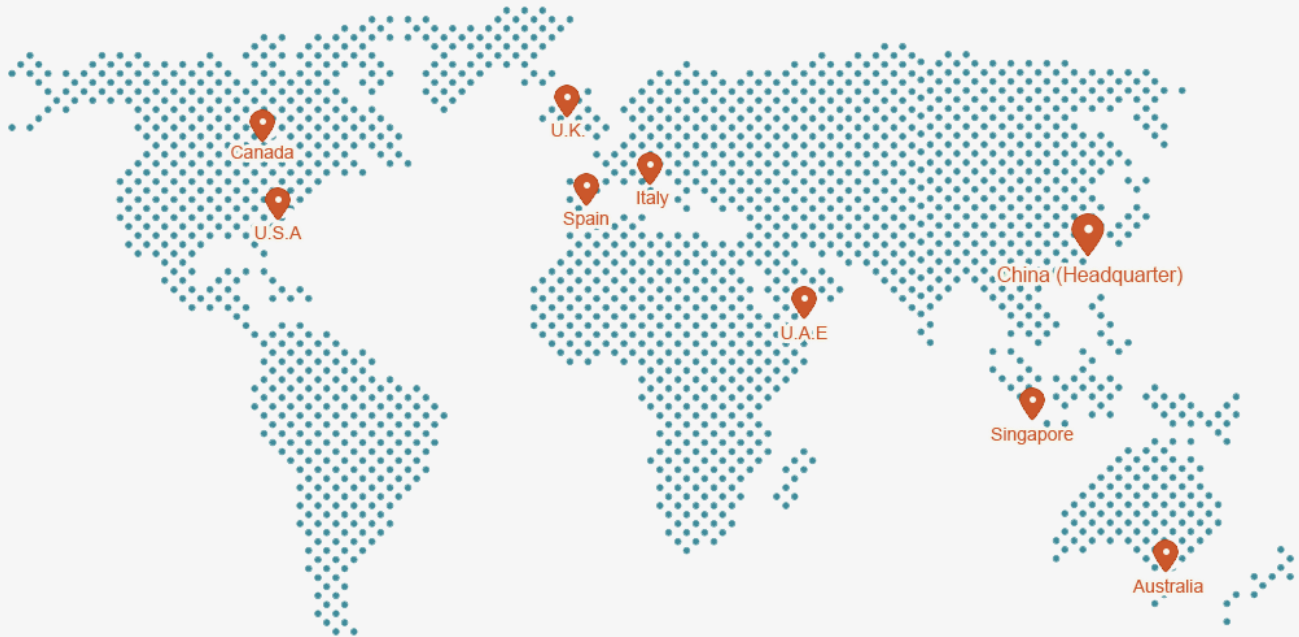 U.K.
Canada
Italy
Spain
U.S.A
China (Headquarter)
U.A.E
Singapore
Australia